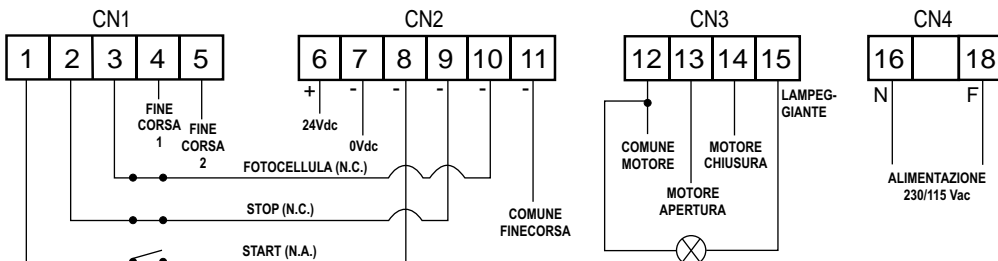 CN1 CN2 CN3 CN4
1 2 3 4 5 6 7 8 9 10 11 12 13 14 15 16 18
+ - - - - - N F
FINE
CORSA
1
FINE
CORSA
2
24Vdc
0Vdc
LAMPEG-
GIANTE
COMUNE
MOTORE
MOTORE
CHIUSURA
MOTORE
APERTURA
ALIMENTAZIONE
230/115 Vac
FOTOCELLULA (N.C.)
STOP (N.C.)
COMUNE
FINECORSA
START (N.A.)